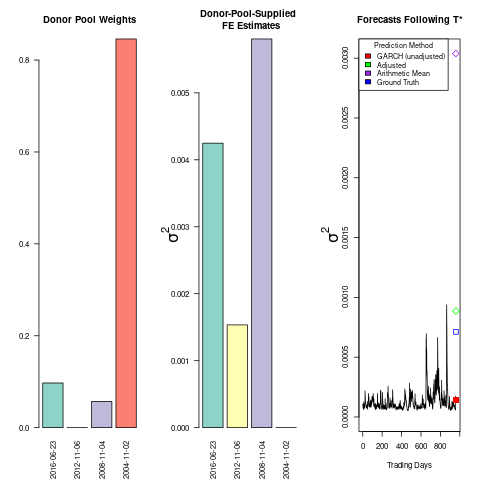 Donor Pool Weights
0.8
0.6
0.4
0.2
0.0
2016-06-23
2012-11-06
2008-11-04
2004-11-02
Donor-Pool-Supplied
FE Estimates
σ2
0.005
0.004
0.003
0.002
0.001
0.000
2016-06-23
2012-11-06
2008-11-04
2004-11-02
Forecasts Following T*
σ2
0.0030
0.0025
0.0020
0.0015
0.0010
0.0005
0.0000
Prediction Method
GARCH (unadjusted)
Adjusted
Arithmetic Mean
Ground Truth
0 200 400 600 800
Trading Days